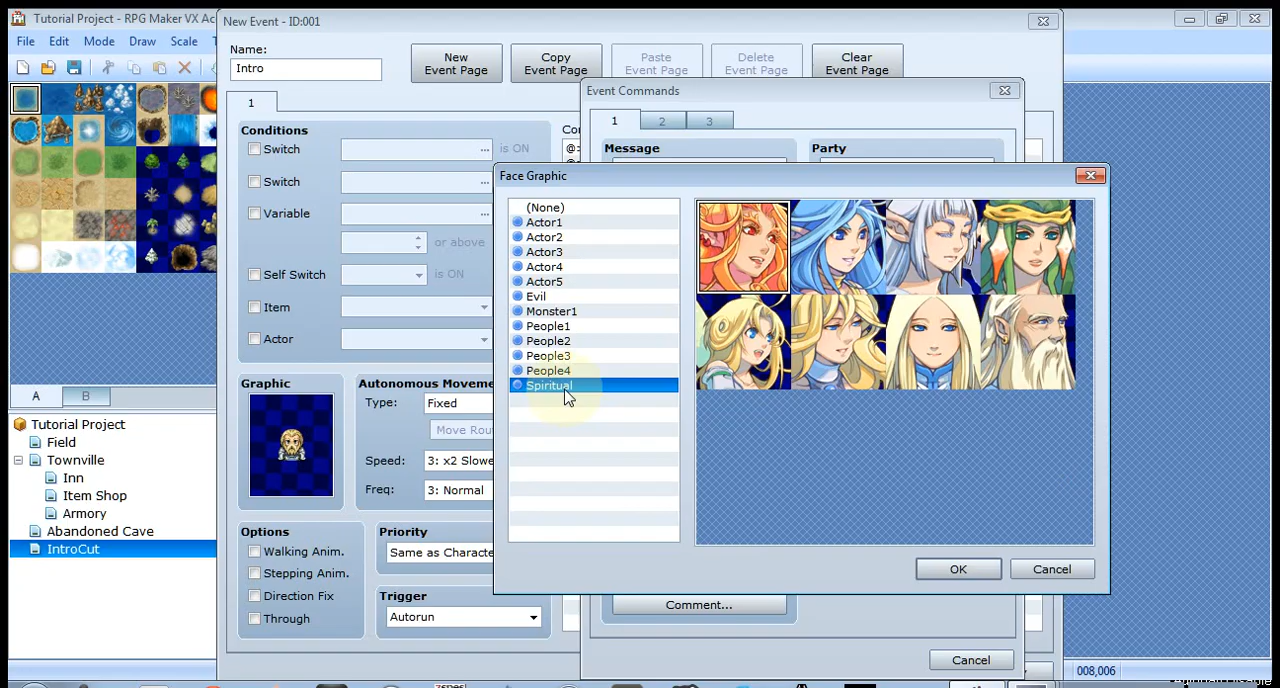 Tutorial Project - RPG Maker VX Ac
File Edit Mode Draw Scale
New Event - ID:001
Name:
Intro
New Event Page
Copy Event Page
Paste Event Page
Delete Event Page
Clear Event Page
1
Conditions
Switch ... IS ON
Switch ...
Variable ...
or above
Self Switch is ON
Item
Actor
Graphic
Autonomous Moveme
Type: Fixed
Move Rou
Speed: 3: x2 Slowe
Freq: 3: Normal
Options
Walking Anim.
Stepping Anim.
Direction Fix
Through
Priority
Same as Characte
Trigger
Autorun
Co
Event Commands
1 2 3
Message
Party
Comment...
Cancel
Face Graphic
(None)
Actor1
Actor2
Actor3
Actor4
Actor5
Evil
Monster1
People1
People2
People3
People4
Spiritual
OK Cancel
A B
Tutorial Project
Field
Townville
Inn
Item Shop
Armory
Abandoned Cave
IntroCut
008,006